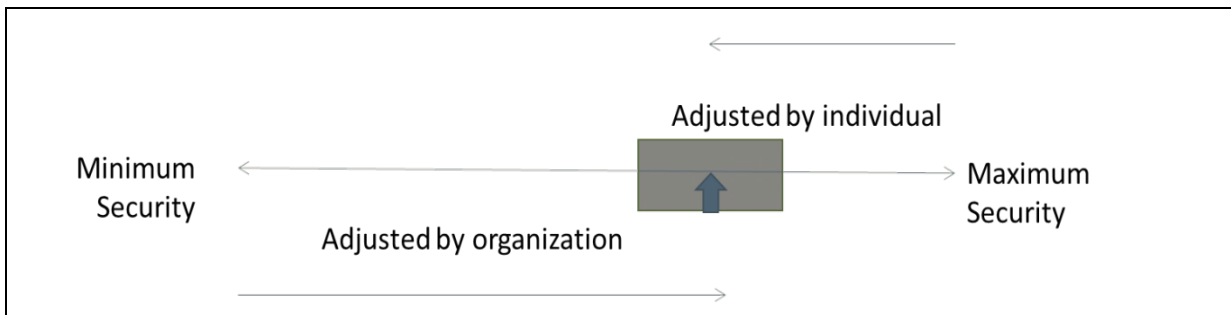 Adjusted by individual
Minimum
Security
Maximum
Security
Adjusted by organization